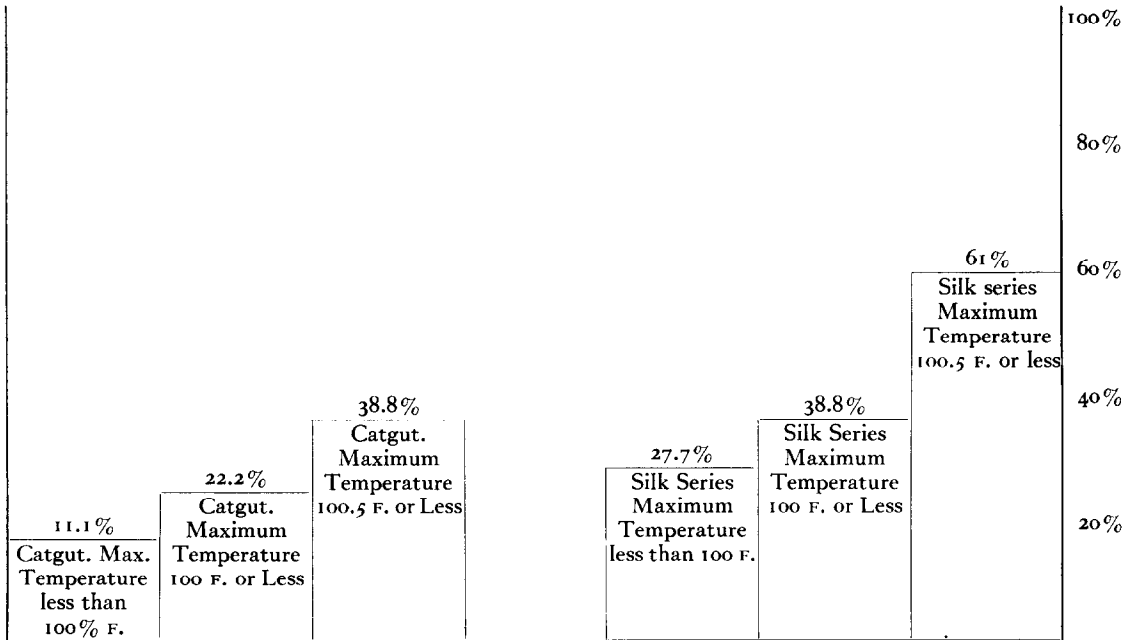 11.1%
Catgut. Max.
Temperature
less than
100% F.
22.2%
Catgut.
Maximum
Temperature
100 F. or Less
38.8%
Catgut.
Maximum
Temperature
100.5 F. or Less
27.7%
Silk Series
Maximum
Temperature
less than 100 F.
38.8%
Silk Series
Maximum
Temperature
100 F. or Less
61%
Silk series
Maximum
Temperature
100.5 F. or less
100%
80%
60%
40%
20%